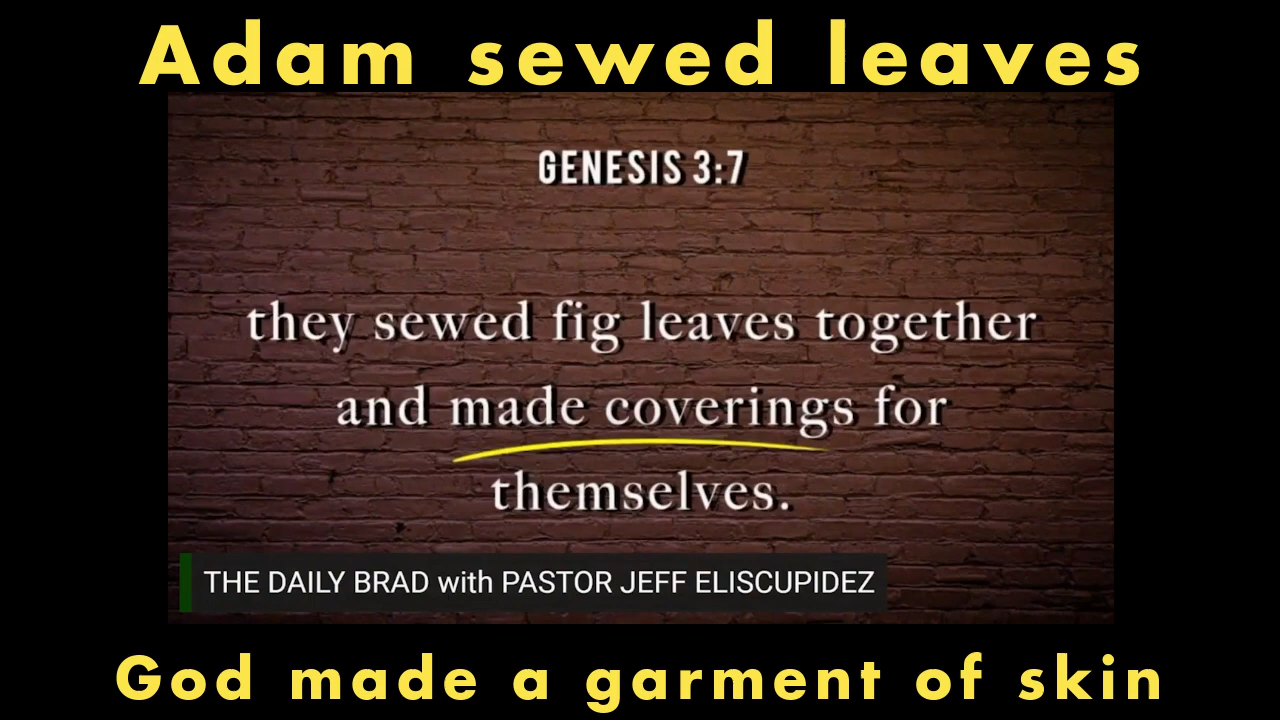 Adam sewed leaves
GENESIS 3:7
they sewed fig leaves together
and made coverings for
themselves.
THE DAILY BRAD with PASTOR JEFF ELISCUPIDEZ
God made a garment of skin